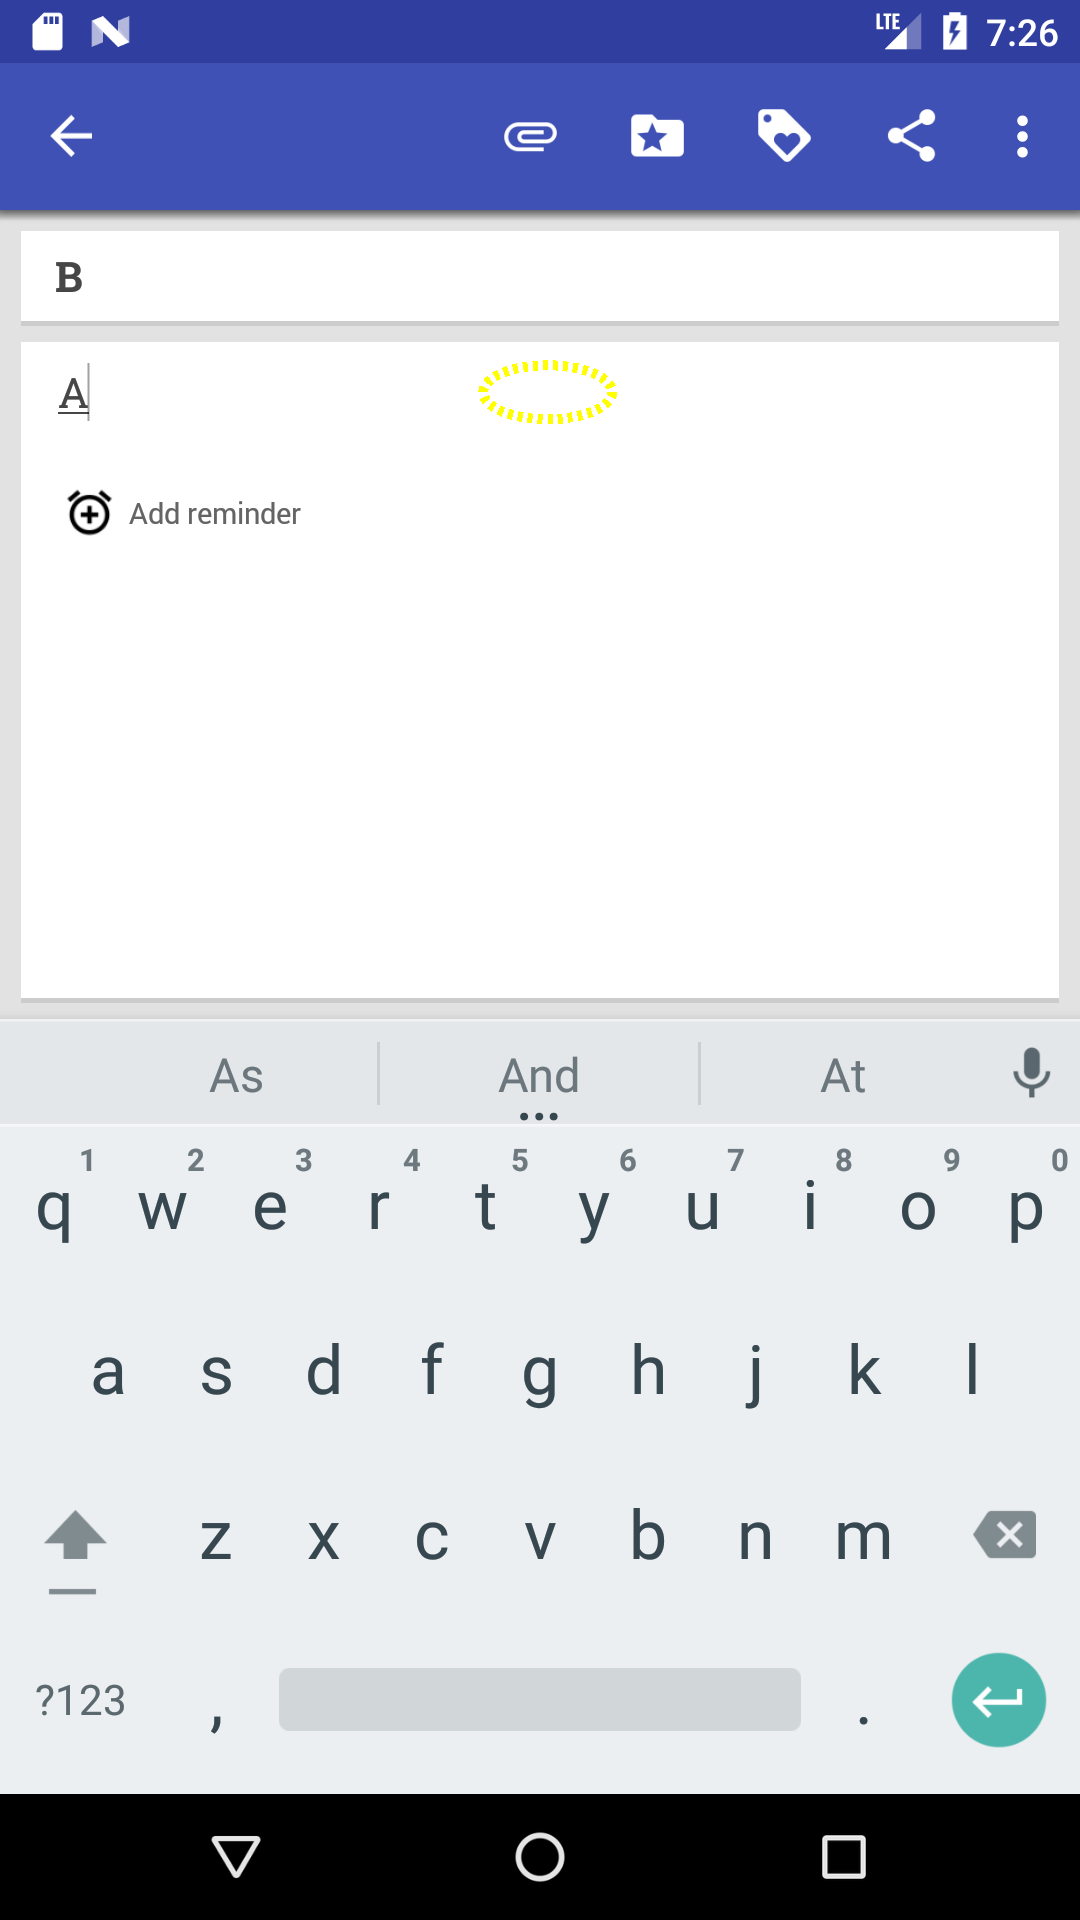 LTE 7:26
B
A
Add reminder
As And At
1 2 3 4 5 6 7 8 9 0
q w e r t y u i o p
a s d f g h j k l
z x c v b n m
?123 , .